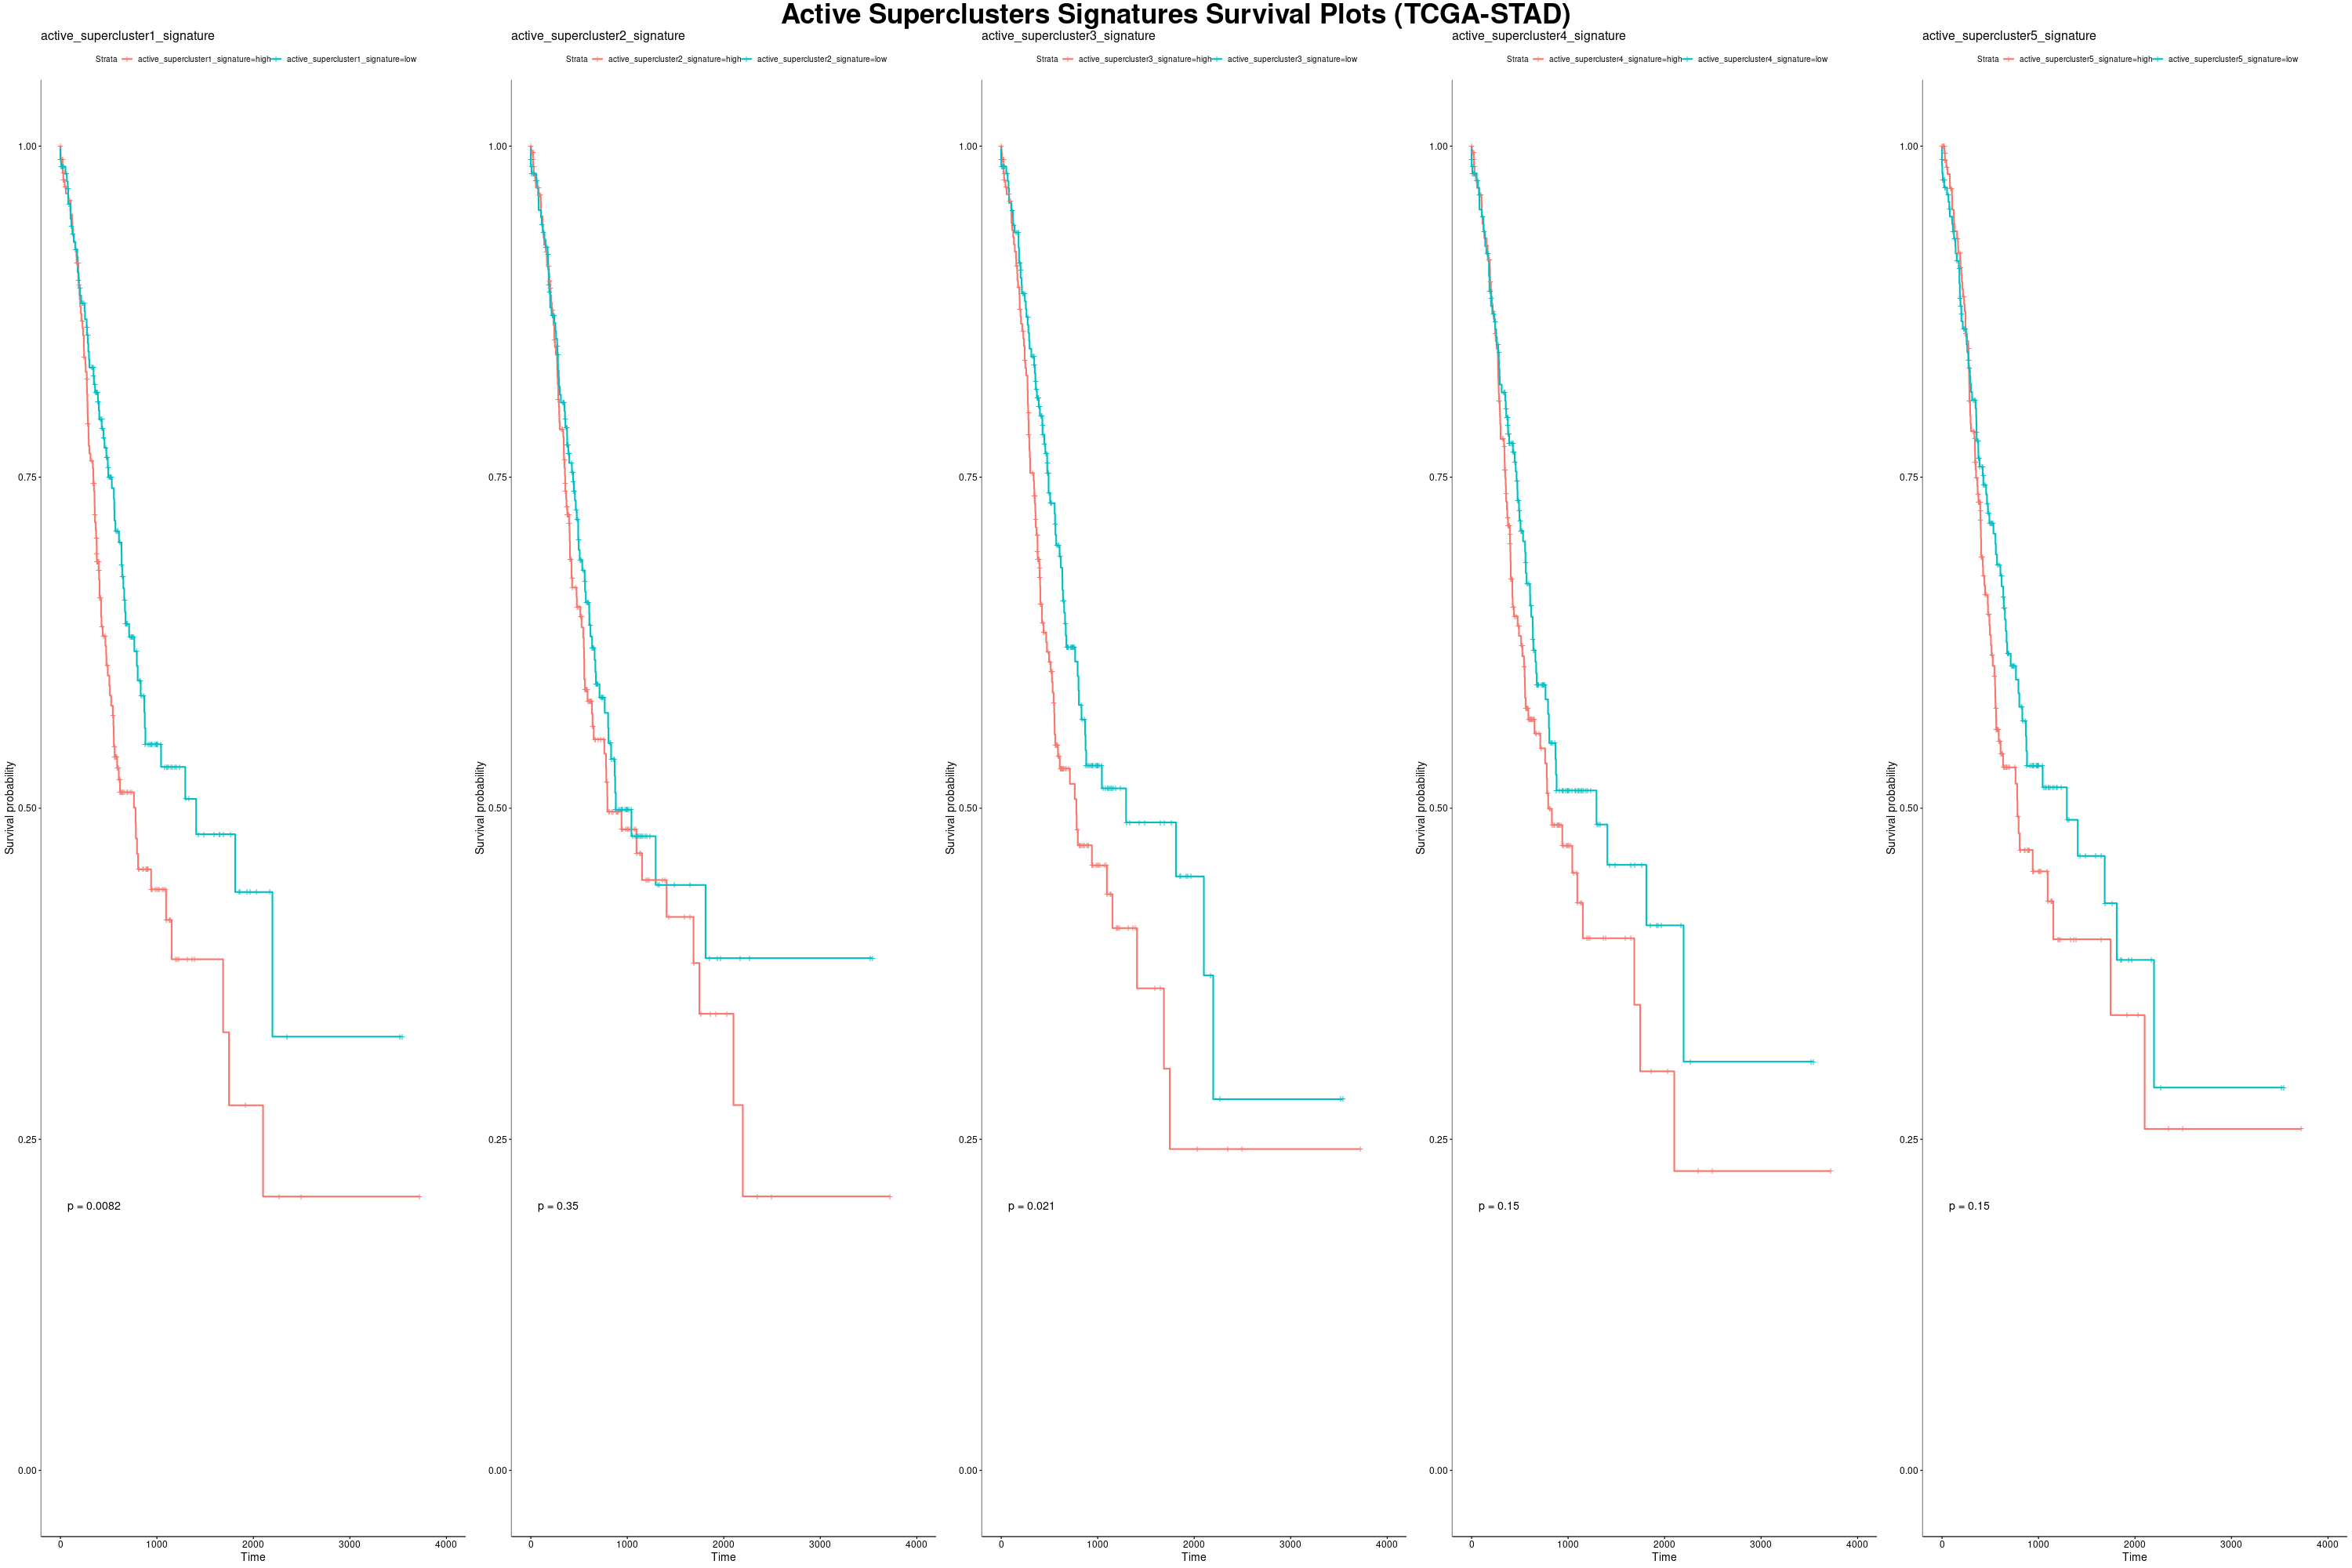 Active Superclusters Signatures Survival Plots (TCGA-STAD)
active_supercluster1_signature
Strata active_supercluster1_signature=high active_supercluster1_signature=low
1.00
0.75
0.50
0.25
0.00
Survival probability
p = 0.0082
0 1000 2000 3000 4000
Time
active_supercluster2_signature
Strata active_supercluster2_signature=high active_supercluster2_signature=low
1.00
0.75
0.50
0.25
0.00
Survival probability
p = 0.35
0 1000 2000 3000 4000
Time
active_supercluster3_signature
Strata active_supercluster3_signature=high active_supercluster3_signature=low
1.00
0.75
0.50
0.25
0.00
Survival probability
p = 0.021
0 1000 2000 3000 4000
Time
active_supercluster4_signature
Strata active_supercluster4_signature=high active_supercluster4_signature=low
1.00
0.75
0.50
0.25
0.00
Survival probability
p = 0.15
0 1000 2000 3000 4000
Time
active_supercluster5_signature
Strata active_supercluster5_signature=high active_supercluster5_signature=low
1.00
0.75
0.50
0.25
0.00
Survival probability
p = 0.15
0 1000 2000 3000 4000
Time